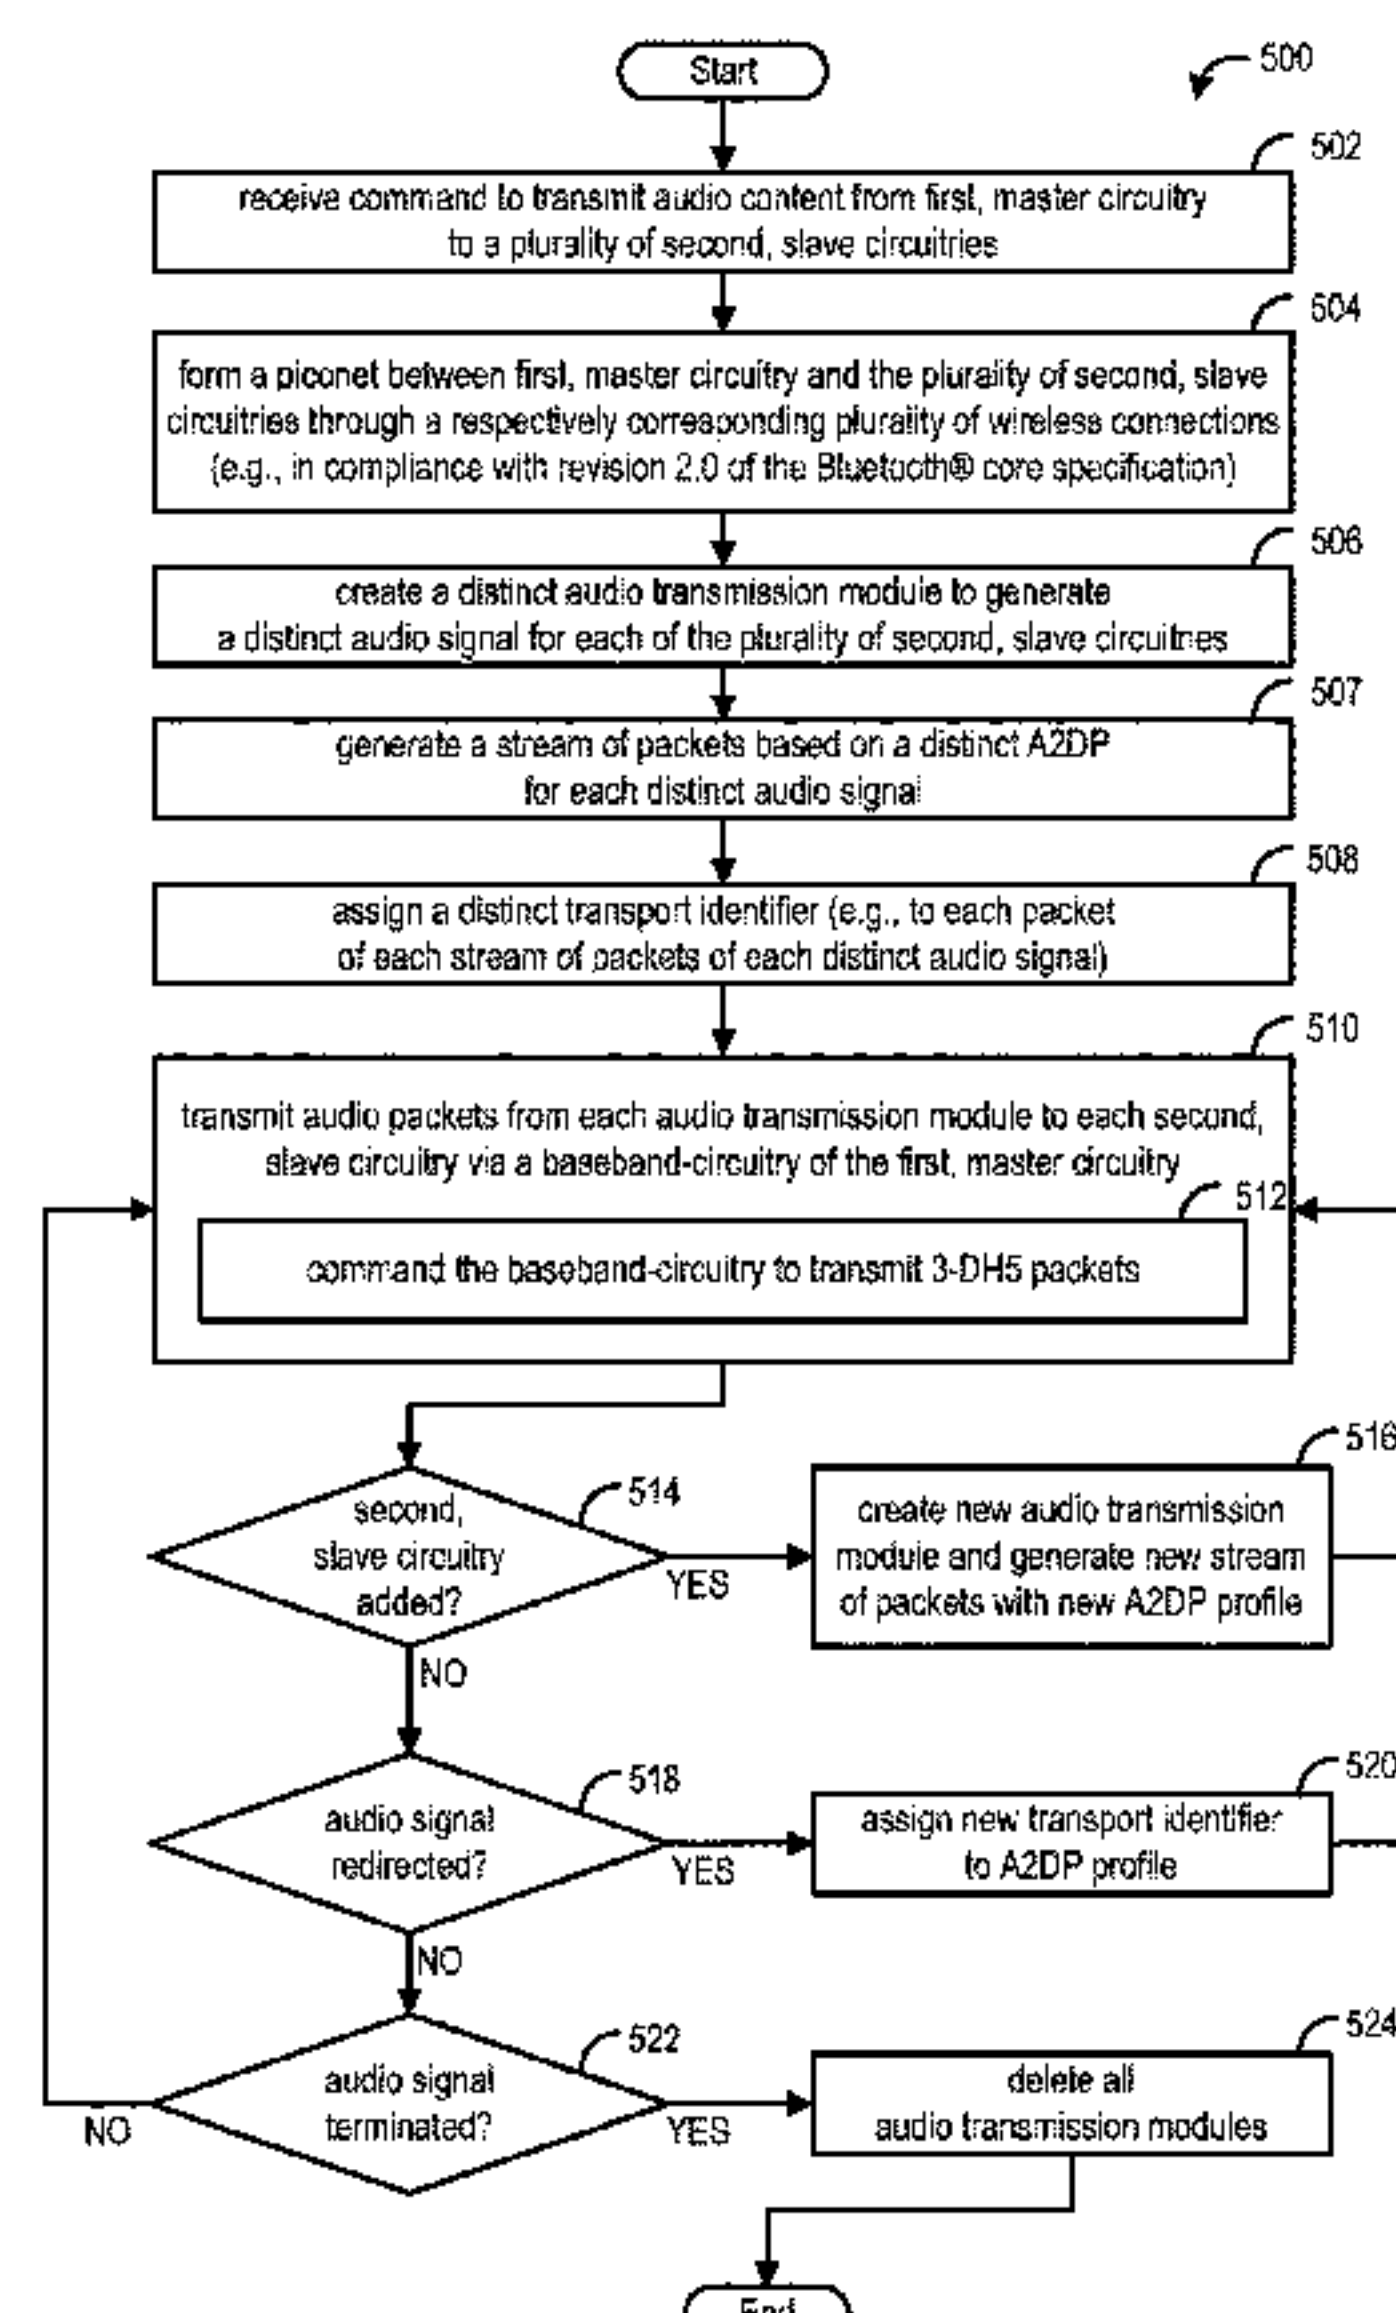 Start
500
502
receive command to transmit audio content from first, master circuitry
to a plurality of second, slave circuitries
504
form a piconet between first, master circuitry and the plurality of second, slave
circuitries through a respectively corresponding plurality of wireless connections
(e.g., in compliance with revision 2.0 of the Bluetooth® core specification)
506
create a distinct audio transmission module to generate
a distinct audio signal for each of the plurality of second, slave circuitries
507
generate a stream of packets based on a distinct A2DP
for each distinct audio signal
508
assign a distinct transport identifier (e.g., to each packet
of each stream of packets of each distinct audio signal)
510
transmit audio packets from each audio transmission module to each second,
slave circuitry via a baseband-circuitry of the first, master circuitry
512
command the baseband-circuitry to transmit 3-DH5 packets
514
second,
slave circuitry
added?
YES
NO
516
create new audio transmission
module and generate new stream
of packets with new A2DP profile
518
audio signal
redirected?
YES
NO
520
assign new transport identifier
to A2DP profile
522
audio signal
terminated?
NO
YES
524
delete all
audio transmission modules
End